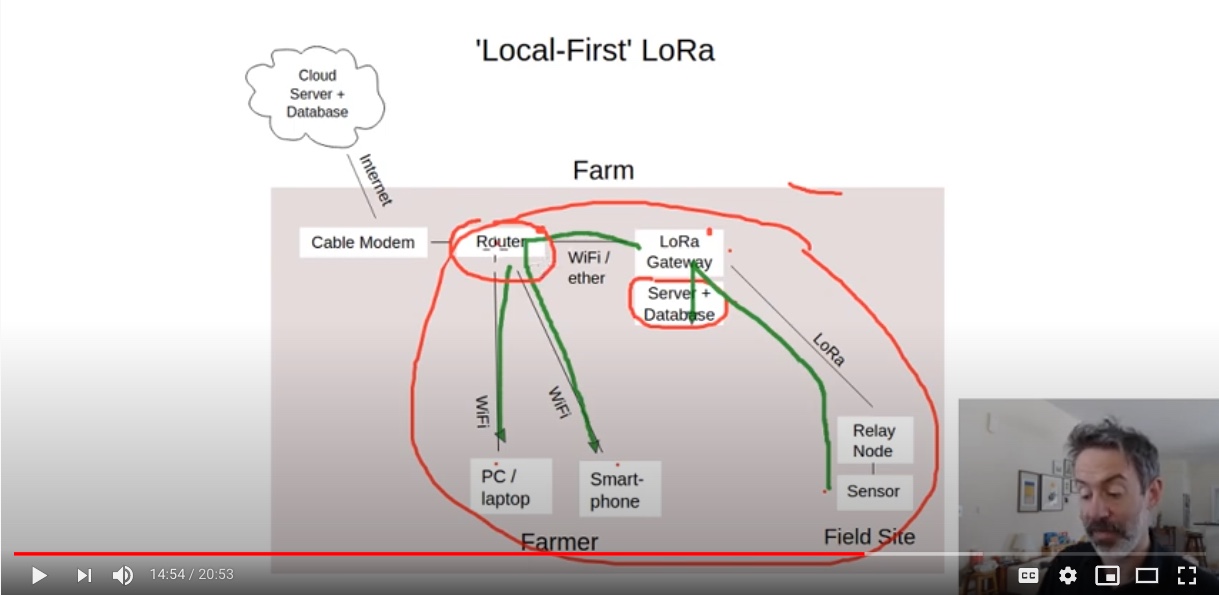 'Local-First' LoRa
Cloud
Server +
Database
Internet
Farm
Cable Modem
Router
WiFi /
ether
LoRa
Gateway
Server +
Database
LoRa
WiFi
WiFi
Relay
Node
Sensor
PC /
laptop
Smart-
phone
Farmer
Field Site
14:54 / 20:53
CC